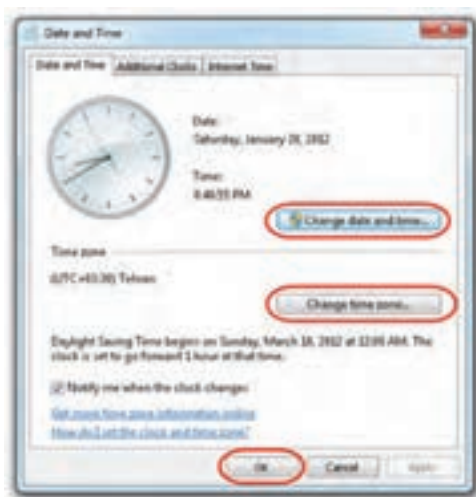 Date and Time
Date and Time Additional Clocks Internet Time
Date:
Saturday, January 28, 2012
Time:
8:40:55 PM
Change date and time...
Time zone
(UTC+03:30) Tehran
Change time zone...
Daylight Saving Time begins on Sunday, March 18, 2012 at 12:00 AM. The
clock is set to go forward 1 hour at that time.
Notify me when the clock changes
Get more time zone information online
How do I set the clock and time zone?
OK Cancel Apply